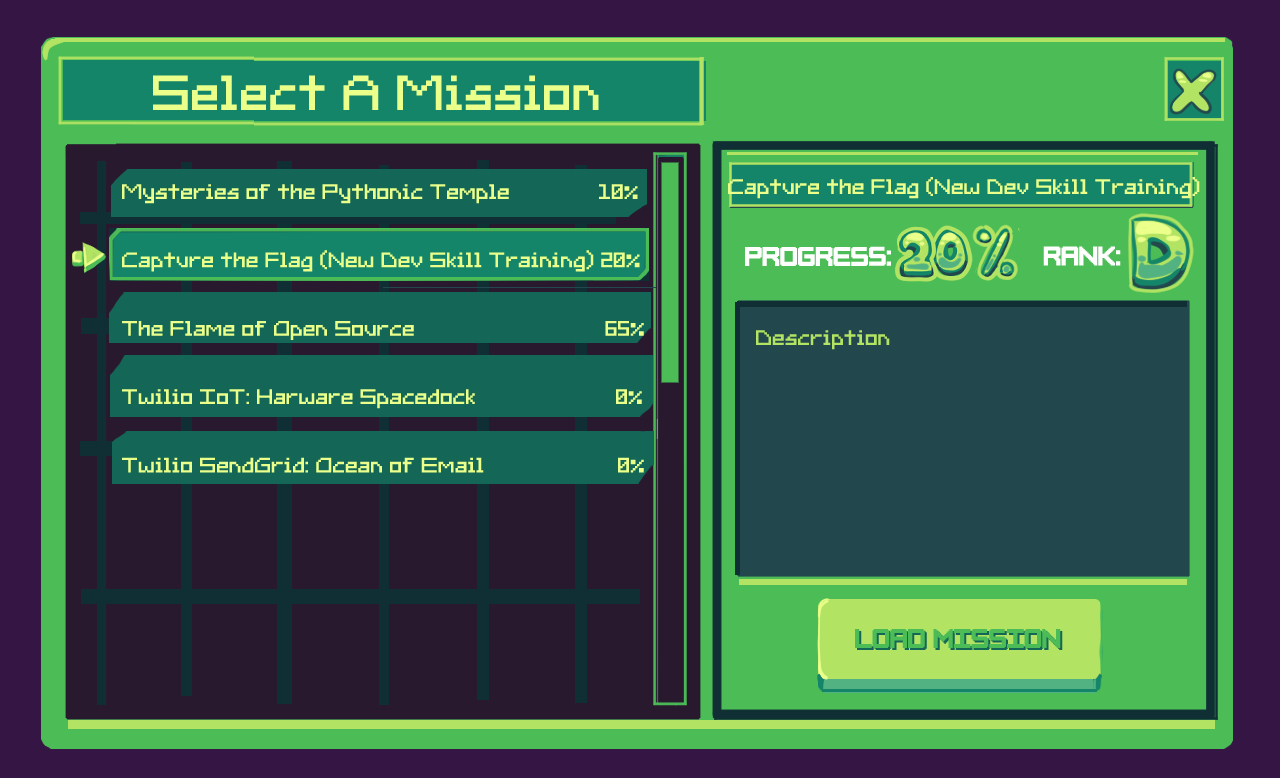 Select A Mission
Mysteries of the Pythonic Temple 10%
Capture the Flag (New Dev Skill Training) 20%
The Flame of Open Source 65%
Twilio IoT: Harware Spacedock 0%
Twilio SendGrid: Ocean of Email 0%
Capture the Flag (New Dev Skill Training)
PROGRESS: 20% RANK: D
Description
LOAD MISSION